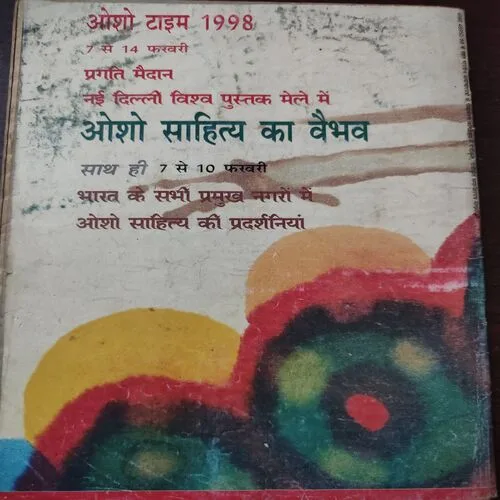 ओशो टाइम 1998
7 से 14 फरवरी
प्रगति मैदान
नई दिल्ली विश्व पुस्तक मेले में
ओशो साहित्य का वैभव
साथ ही 7 से 10 फरवरी
भारत के सभी प्रमुख नगरों में
ओशो साहित्य की प्रदर्शनियां